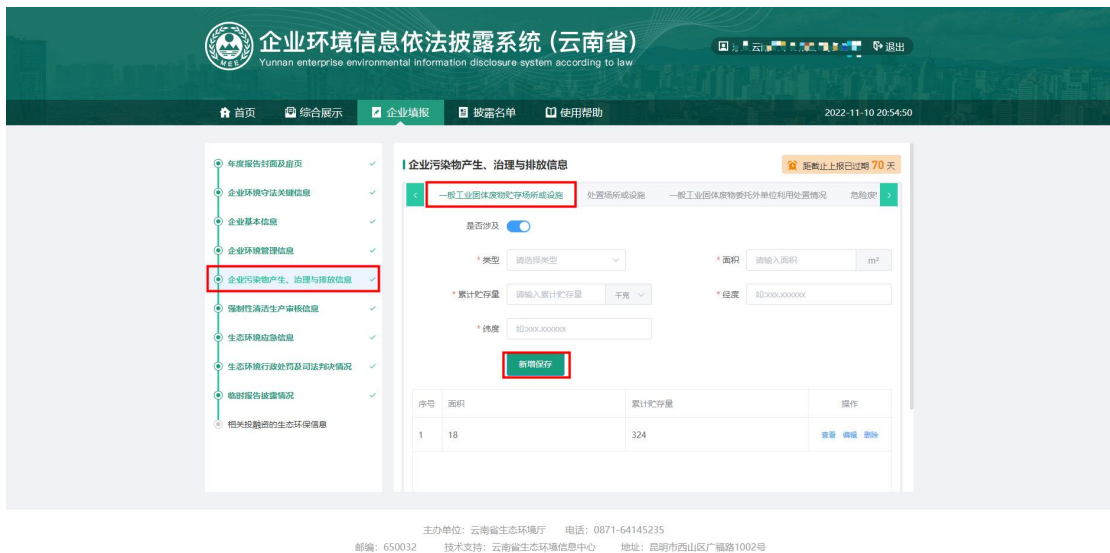 企业环境信息依法披露系统 (云南省)
Yunnan enterprise environmental information disclosure system according to law
MEE
云 退出
首页 综合展示 企业填报 披露名单 使用帮助 2022-11-10 20:54:50
年度报告封面及扉页
企业环境守法关键信息
企业基本信息
企业环境管理信息
企业污染物产生、治理与排放信息
强制性清洁生产审核信息
生态环境应急信息
生态环境行政处罚及司法判决情况
临时报告披露情况
相关投融资的生态环保信息
企业污染物产生、治理与排放信息 距截止上报已过期 70 天
< 一般工业固体废物贮存场所或设施 处置场所或设施 一般工业固体废物委托外单位利用处置情况 危险废 >
是否涉及
* 类型 请选择类型 * 面积 请输入面积 m²
* 累计贮存量 请输入累计贮存量 千克 * 经度 如:xxx.xxxxxx
* 纬度 如:xxx.xxxxxx
新增保存
序号 面积 累计贮存量 操作
1 18 324 查看 编辑 删除
主办单位：云南省生态环境厅 电话：0871-64145235
邮编：650032 技术支持：云南省生态环境信息中心 地址：昆明市西山区广福路1002号